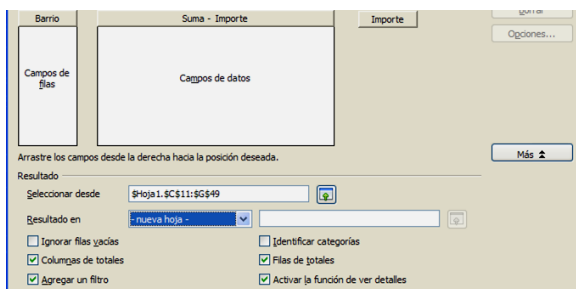 Barrio
Suma - Importe
Importe
Borrar
Opciones...
Campos de
filas
Campos de datos
Arrastre los campos desde la derecha hacia la posición deseada.
Más
Resultado
Seleccionar desde
$Hoja1.$C$11:$G$49
Resultado en
- nueva hoja -
Ignorar filas vacías
Identificar categorías
Columnas de totales
Filas de totales
Agregar un filtro
Activar la función de ver detalles